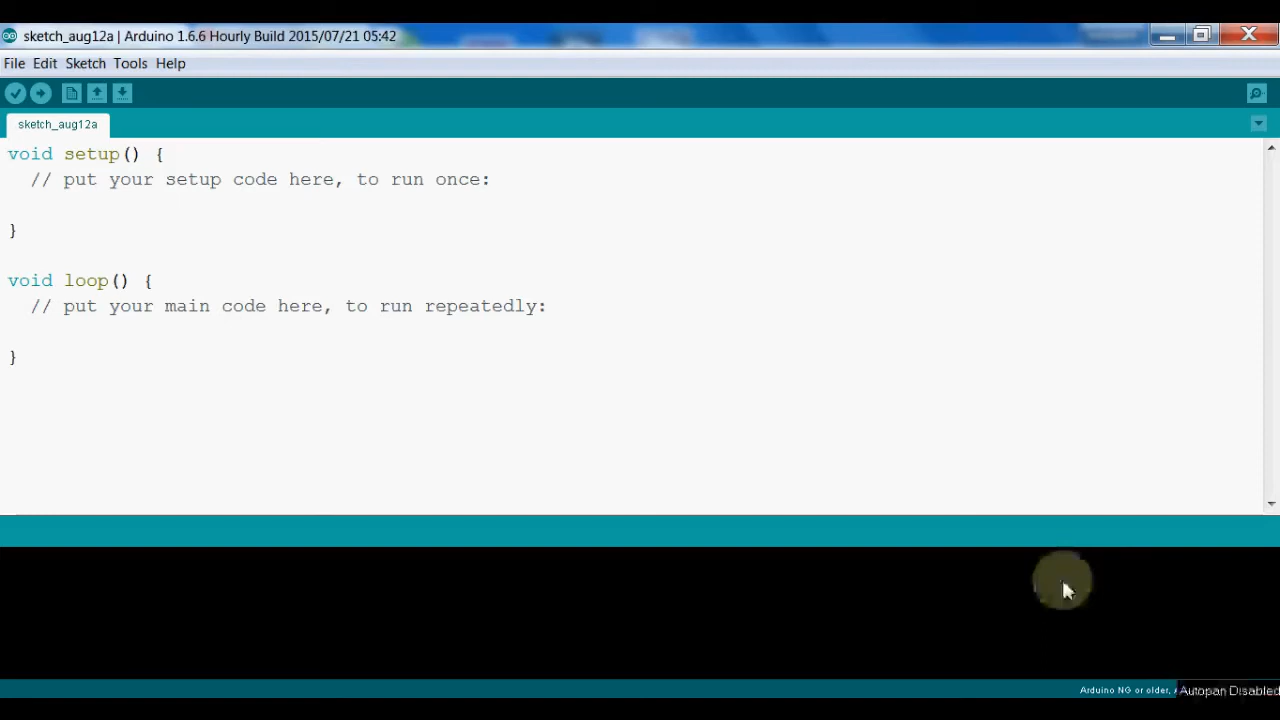 sketch_aug12a | Arduino 1.6.6 Hourly Build 2015/07/21 05:42
File Edit Sketch Tools Help
sketch_aug12a
void setup() {
// put your setup code here, to run once:
}
void loop() {
// put your main code here, to run repeatedly:
}
Arduino NG or older, Autopan Disabled